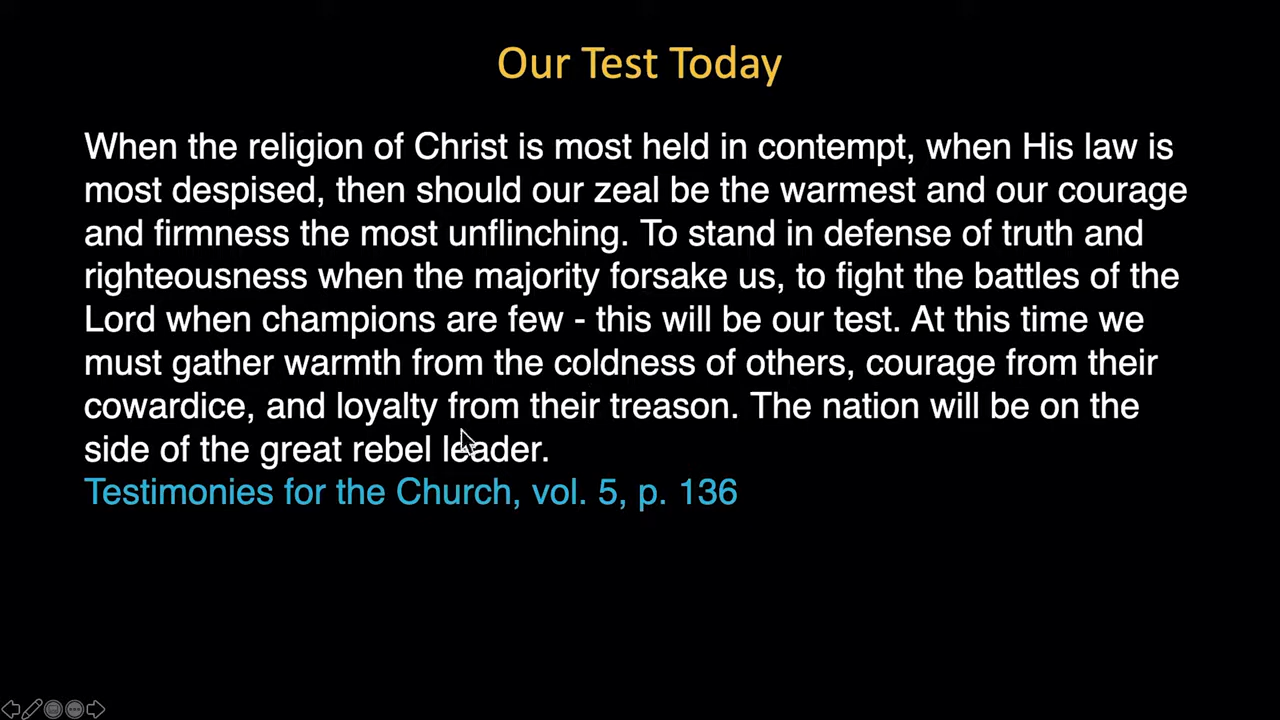 Our Test Today
When the religion of Christ is most held in contempt, when His law is
most despised, then should our zeal be the warmest and our courage
and firmness the most unflinching. To stand in defense of truth and
righteousness when the majority forsake us, to fight the battles of the
Lord when champions are few - this will be our test. At this time we
must gather warmth from the coldness of others, courage from their
cowardice, and loyalty from their treason. The nation will be on the
side of the great rebel leader.
Testimonies for the Church, vol. 5, p. 136